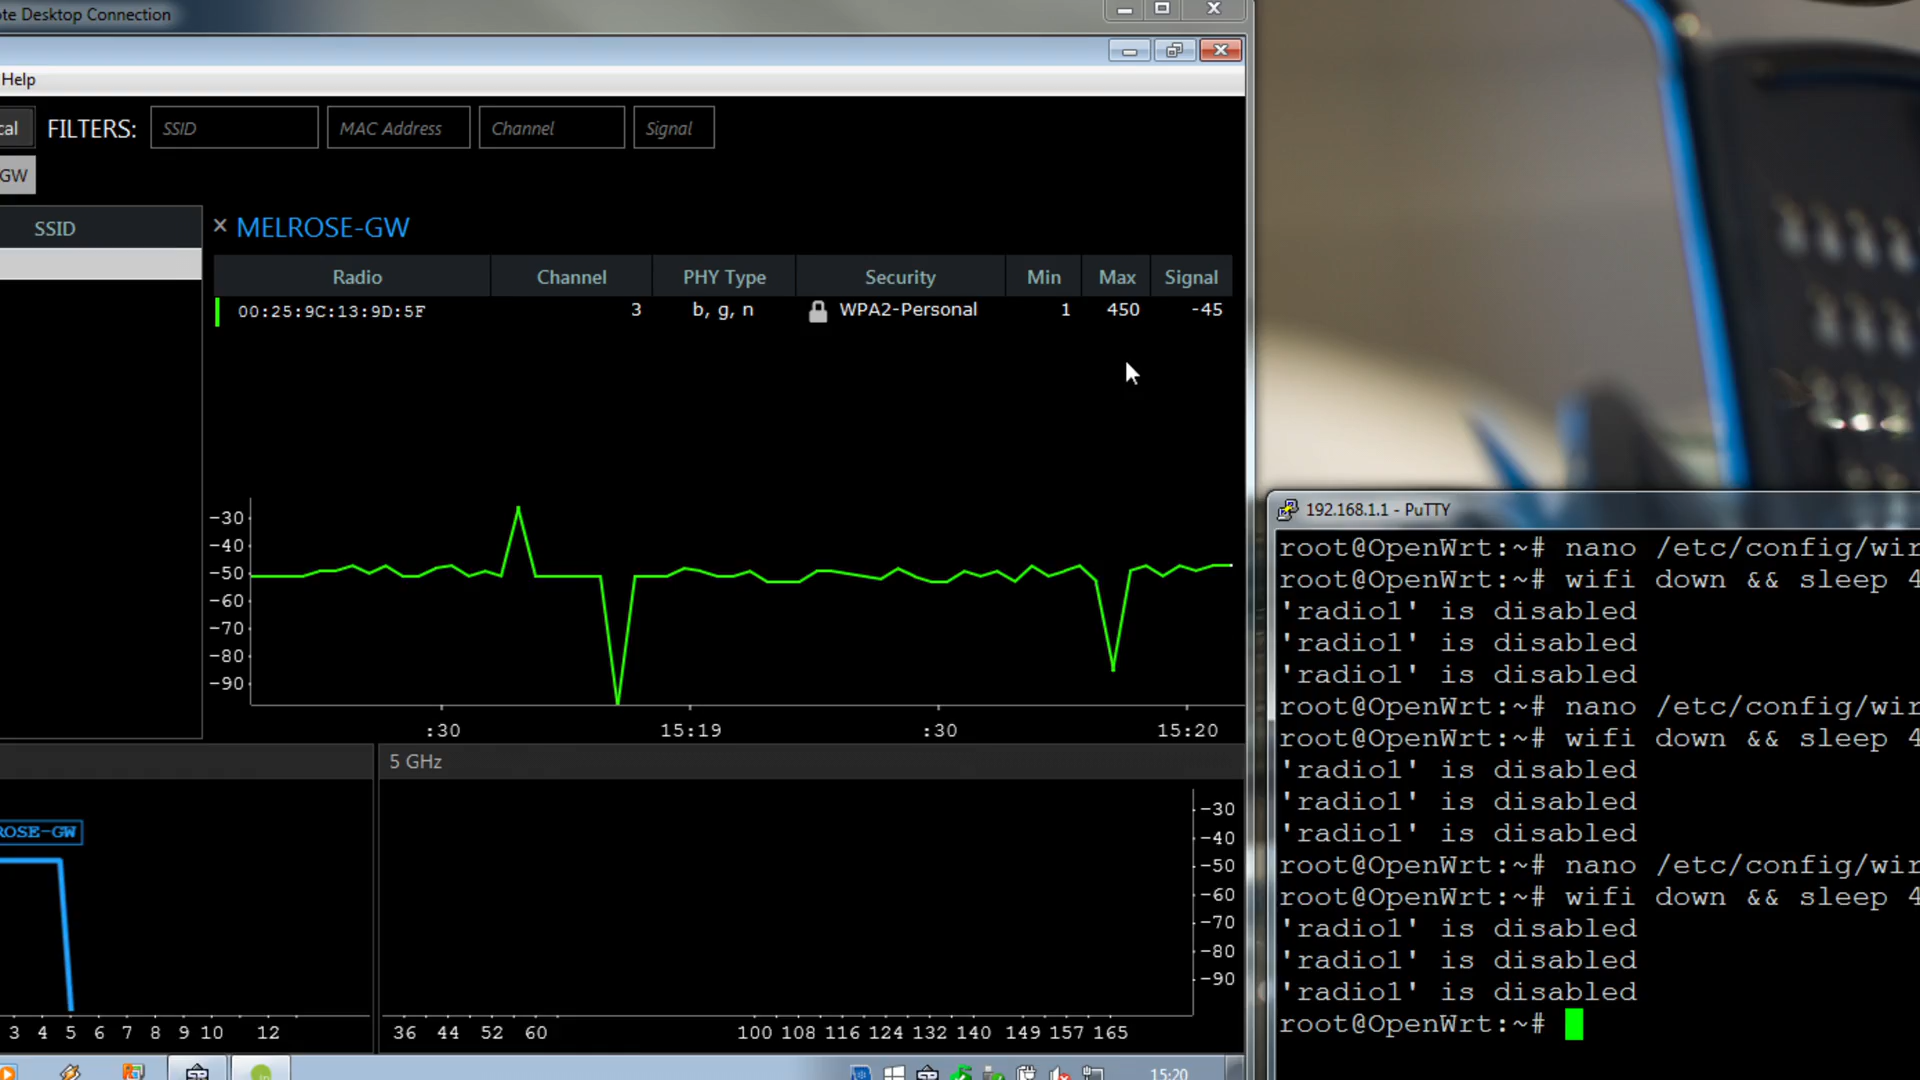 te Desktop Connection
Help
cal FILTERS: SSID MAC Address Channel Signal
GW
SSID
× MELROSE-GW
Radio Channel PHY Type Security Min Max Signal
00:25:9C:13:9D:5F 3 b, g, n WPA2-Personal 1 450 -45
-30
-40
-50
-60
-70
-80
-90
:30 15:19 :30 15:20
5 GHz
ROSE-GW
-30
-40
-50
-60
-70
-80
-90
3 4 5 6 7 8 9 10 12
36 44 52 60 100 108 116 124 132 140 149 157 165
15:20
192.168.1.1 - PuTTY
root@OpenWrt:~# nano /etc/config/wir
root@OpenWrt:~# wifi down && sleep 4
'radio1' is disabled
'radio1' is disabled
'radio1' is disabled
root@OpenWrt:~# nano /etc/config/wir
root@OpenWrt:~# wifi down && sleep 4
'radio1' is disabled
'radio1' is disabled
'radio1' is disabled
root@OpenWrt:~# nano /etc/config/wir
root@OpenWrt:~# wifi down && sleep 4
'radio1' is disabled
'radio1' is disabled
'radio1' is disabled
root@OpenWrt:~#